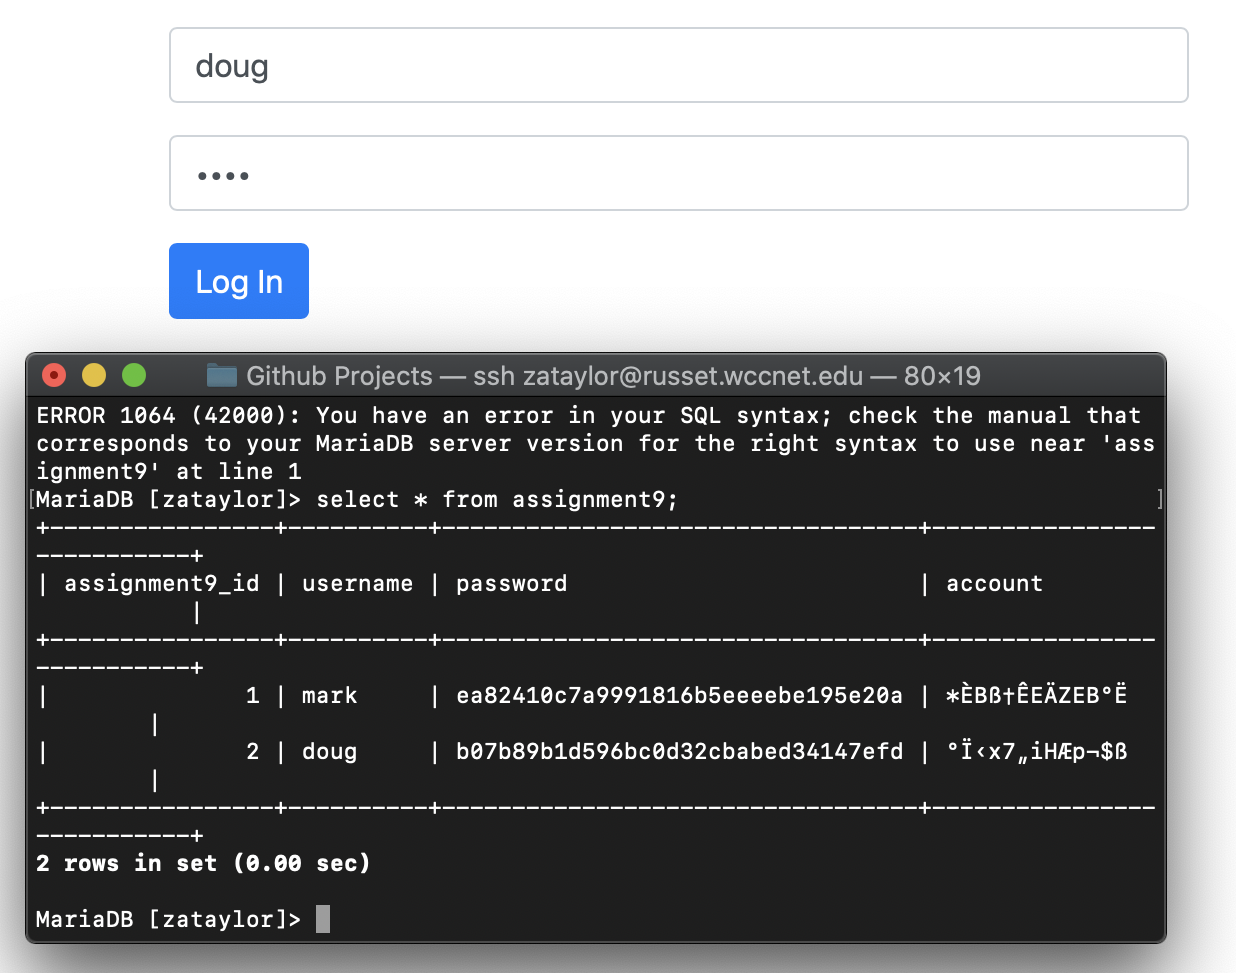 doug
••••
Log In
Github Projects — ssh zataylor@russet.wccnet.edu — 80×19
ERROR 1064 (42000): You have an error in your SQL syntax; check the manual that
corresponds to your MariaDB server version for the right syntax to use near 'ass
ignment9' at line 1
[MariaDB [zataylor]> select * from assignment9; ]
+-----------------+----------+----------------------------------+----------------
-----------+
| assignment9_id | username | password | account
|
+-----------------+----------+----------------------------------+----------------
-----------+
| 1 | mark | ea82410c7a9991816b5eeeebe195e20a | *ÈBß†ÊEÄZEB°Ë
|
| 2 | doug | b07b89b1d596bc0d32cbabed34147efd | °Ï‹x7„iHÆp¬$ß
|
+-----------------+----------+----------------------------------+----------------
-----------+
2 rows in set (0.00 sec)
MariaDB [zataylor]>